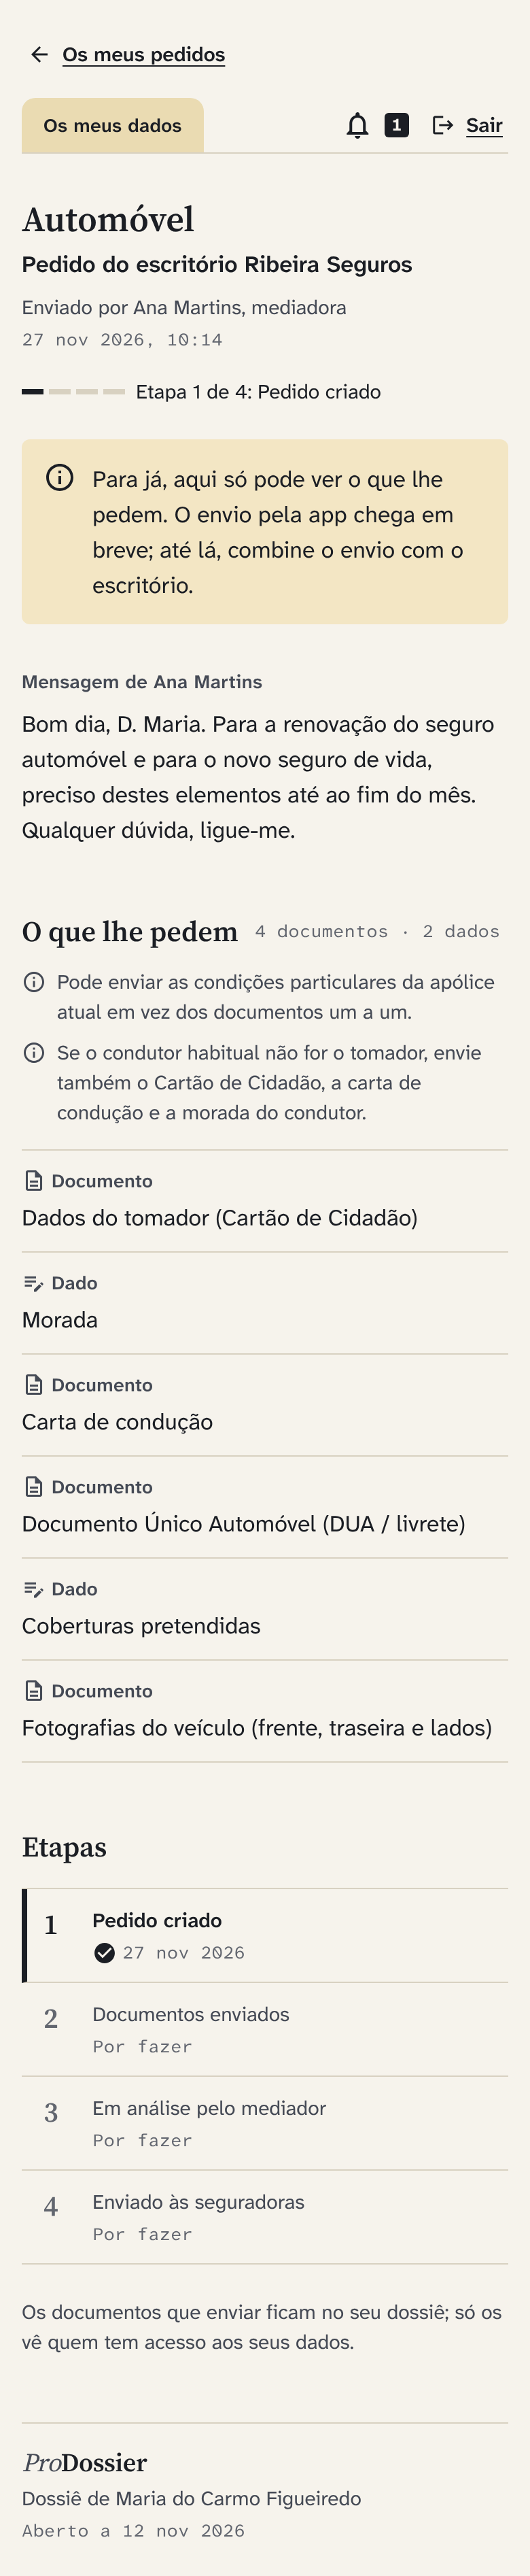 Os meus pedidos
Os meus dados
1
Sair
Automóvel
Pedido do escritório Ribeira Seguros
Enviado por Ana Martins, mediadora
27 nov 2026, 10:14
Etapa 1 de 4: Pedido criado
Para já, aqui só pode ver o que lhe
pedem. O envio pela app chega em
breve; até lá, combine o envio com o
escritório.
Mensagem de Ana Martins
Bom dia, D. Maria. Para a renovação do seguro
automóvel e para o novo seguro de vida,
preciso destes elementos até ao fim do mês.
Qualquer dúvida, ligue-me.
O que lhe pedem 4 documentos · 2 dados
Pode enviar as condições particulares da apólice
atual em vez dos documentos um a um.
Se o condutor habitual não for o tomador, envie
também o Cartão de Cidadão, a carta de
condução e a morada do condutor.
Documento
Dados do tomador (Cartão de Cidadão)
Dado
Morada
Documento
Carta de condução
Documento
Documento Único Automóvel (DUA / livrete)
Dado
Coberturas pretendidas
Documento
Fotografias do veículo (frente, traseira e lados)
Etapas
1 Pedido criado
27 nov 2026
2 Documentos enviados
Por fazer
3 Em análise pelo mediador
Por fazer
4 Enviado às seguradoras
Por fazer
Os documentos que enviar ficam no seu dossiê; só os
vê quem tem acesso aos seus dados.
ProDossier
Dossiê de Maria do Carmo Figueiredo
Aberto a 12 nov 2026